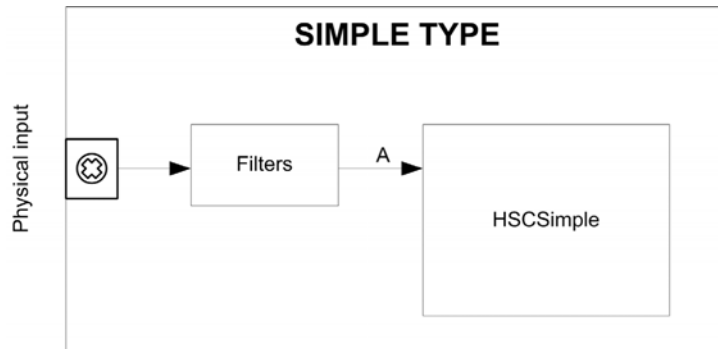 SIMPLE TYPE
Physical input
Filters
A
HSCSimple